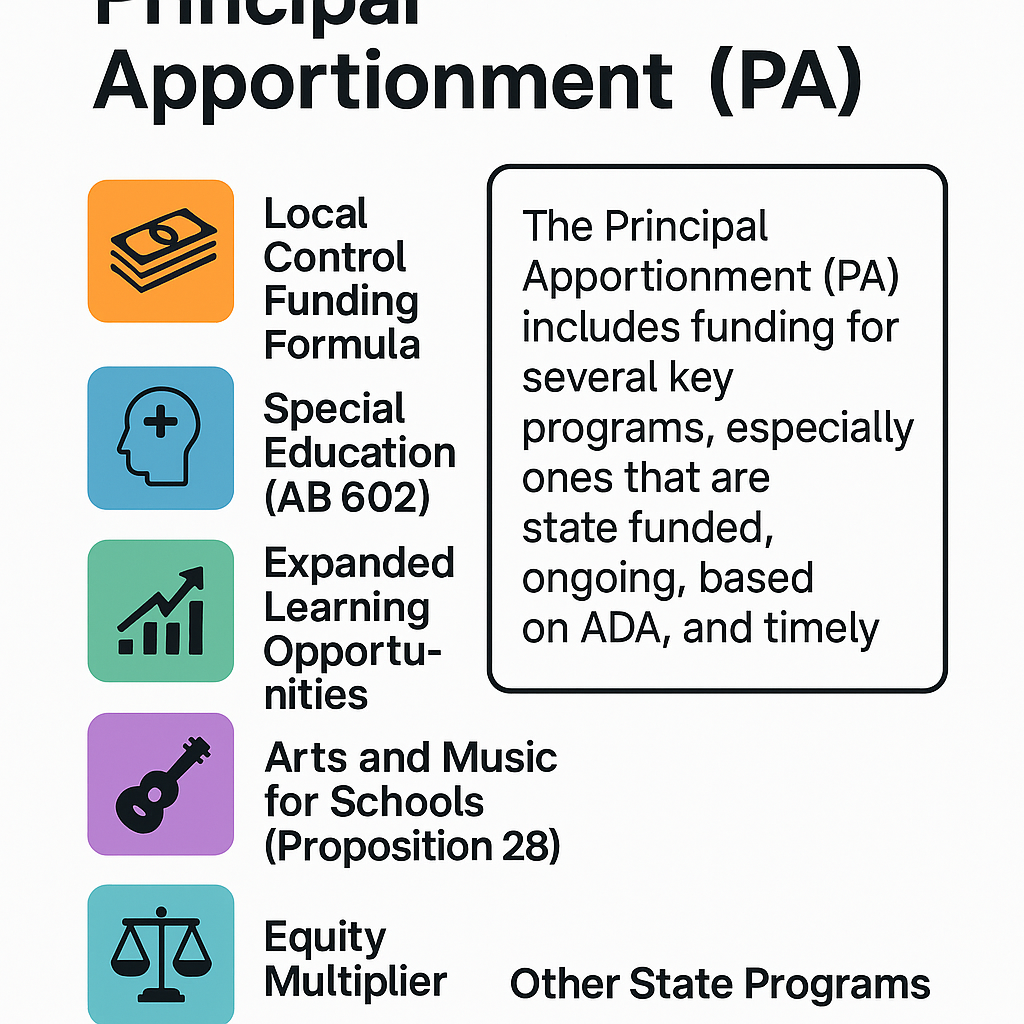 Principal
Apportionment (PA)
Local
Control
Funding
Formula
Special
Education
(AB 602)
Expanded
Learning
Opportu-
nities
Arts and Music
for Schools
(Proposition 28)
Equity
Multiplier
The Principal
Apportionment (PA)
includes funding for
several key
programs, especially
ones that are
state funded,
ongoing, based
on ADA, and timely
Other State Programs